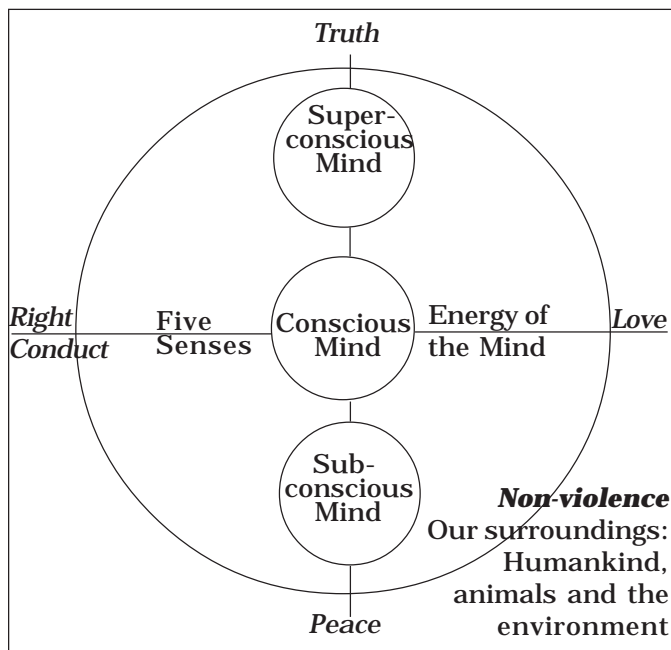 Truth
Super-
conscious
Mind
Right
Conduct
Five
Senses
Conscious
Mind
Energy of
the Mind
Love
Sub-
conscious
Mind
Non-violence
Our surroundings:
Humankind,
animals and the
environment
Peace